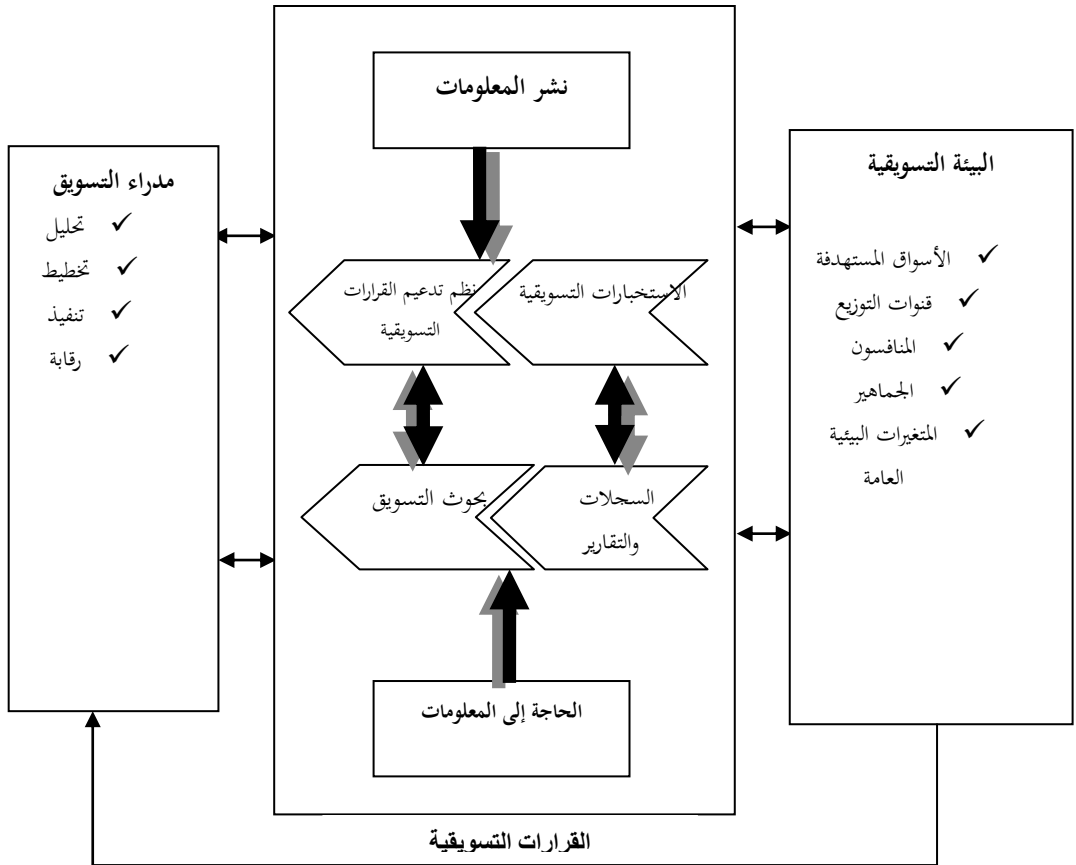 نشر المعلومات
البيئة التسويقية
الأسواق المستهدفة
قنوات التوزيع
المنافسون
الجماهير
المتغيرات البيئية
العامة
مدراء التسويق
تحليل
تخطيط
تنفيذ
رقابة
الاستخبارات التسويقية
نظم تدعيم القرارات
التسويقية
السجلات
والتقارير
بحوث التسويق
الحاجة إلى المعلومات
القرارات التسويقية